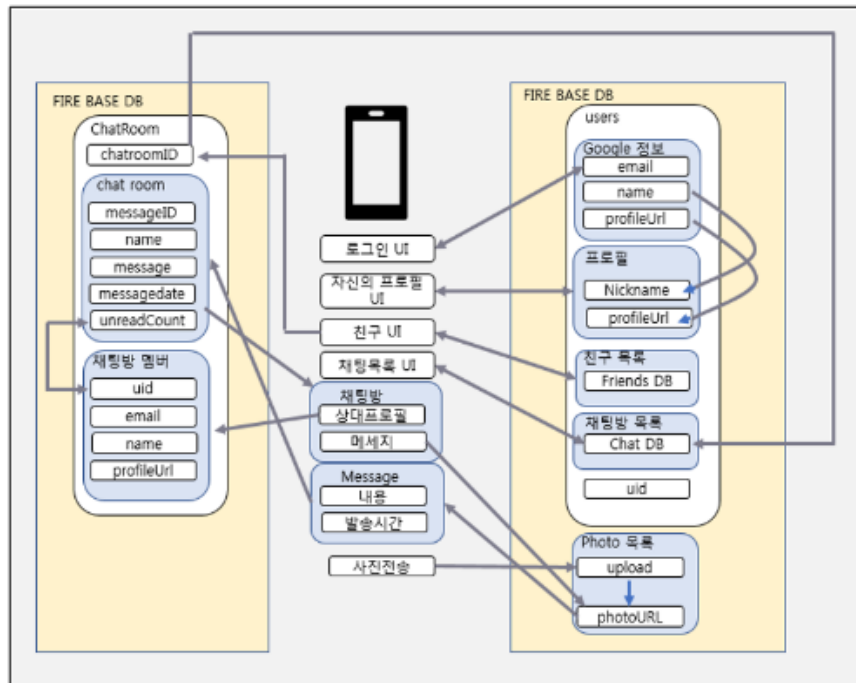 FIRE BASE DB
ChatRoom
chatroomID
chat room
messageID
name
message
messagedate
unreadCount
채팅방 멤버
uid
email
name
profileUrl
로그인 UI
자신의 프로필
UI
친구 UI
채팅목록 UI
채팅방
상대프로필
메세지
Message
내용
발송시간
사진전송
FIRE BASE DB
users
Google 정보
email
name
profileUrl
프로필
Nickname
profileUrl
친구 목록
Friends DB
채팅방 목록
Chat DB
uid
Photo 목록
upload
photoURL